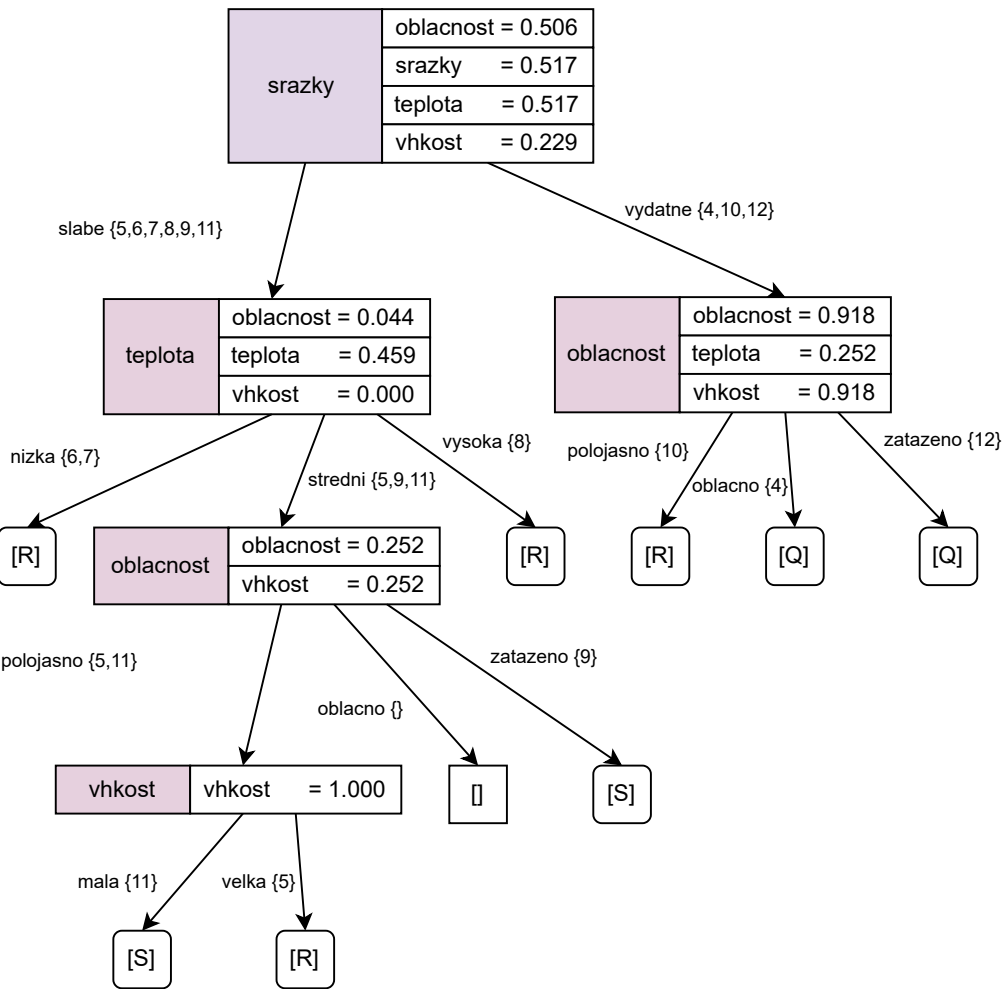 srazky
oblacnost = 0.506
srazky = 0.517
teplota = 0.517
vhkost = 0.229
slabe {5,6,7,8,9,11}
vydatne {4,10,12}
teplota
oblacnost = 0.044
teplota = 0.459
vhkost = 0.000
oblacnost
oblacnost = 0.918
teplota = 0.252
vhkost = 0.918
nizka {6,7}
stredni {5,9,11}
vysoka {8}
polojasno {10}
oblacno {4}
zatazeno {12}
[R]
oblacnost
oblacnost = 0.252
vhkost = 0.252
[R]
[R]
[Q]
[Q]
polojasno {5,11}
oblacno {}
zatazeno {9}
vhkost
vhkost = 1.000
[]
[S]
mala {11}
velka {5}
[S]
[R]